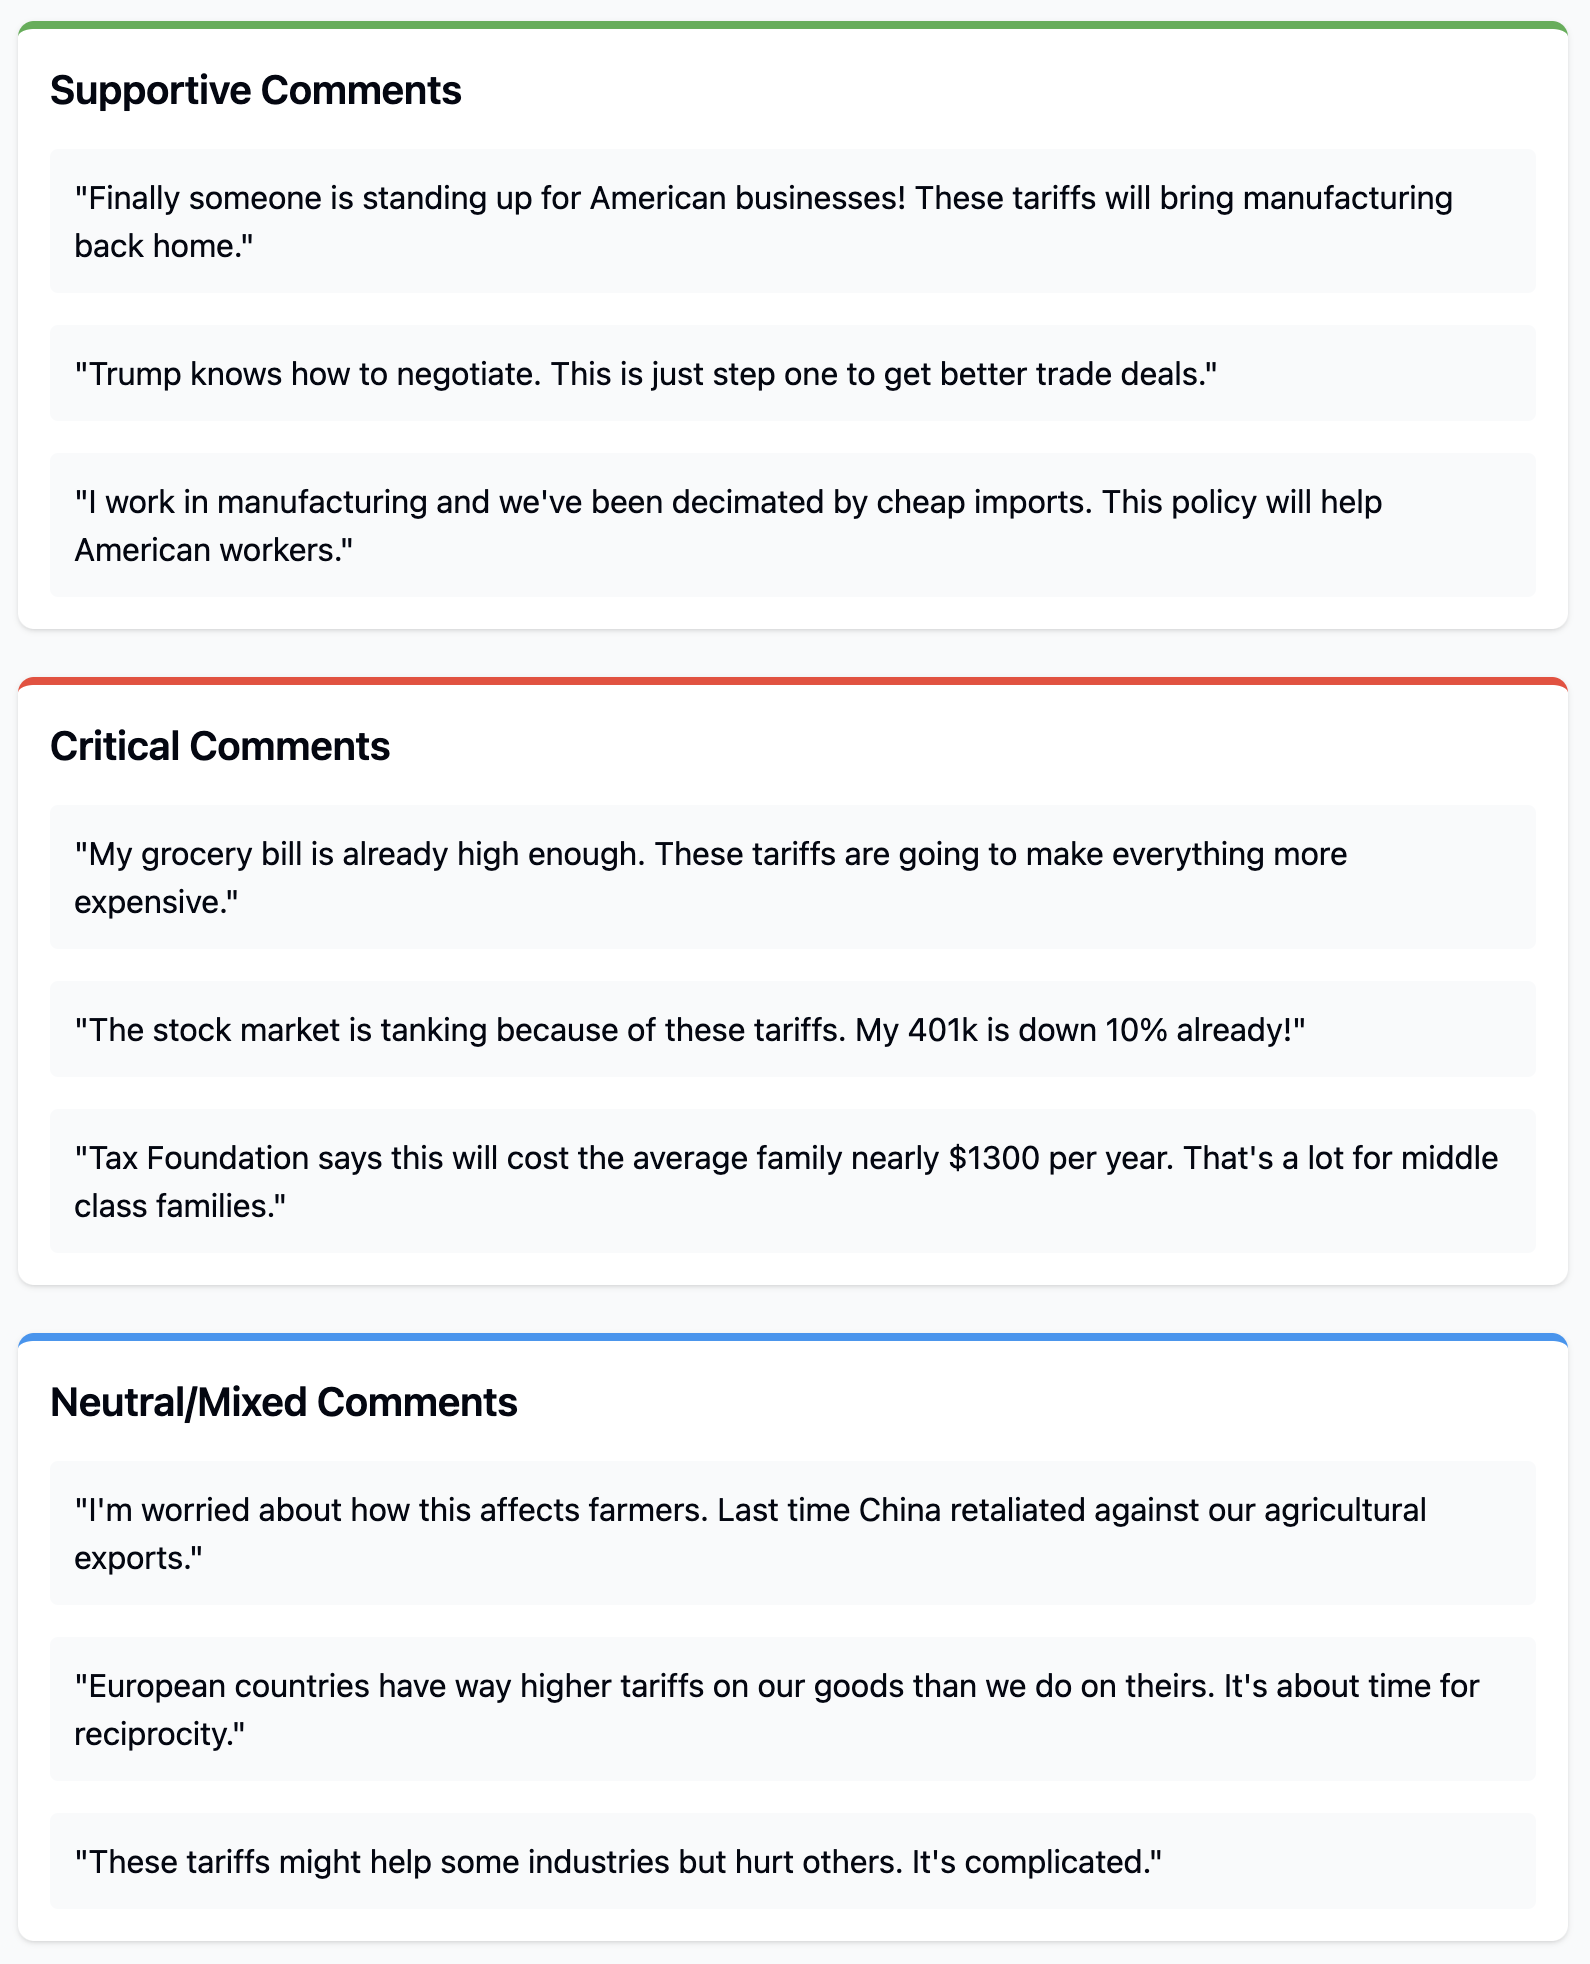 Supportive Comments
"Finally someone is standing up for American businesses! These tariffs will bring manufacturing
back home."
"Trump knows how to negotiate. This is just step one to get better trade deals."
"I work in manufacturing and we've been decimated by cheap imports. This policy will help
American workers."
Critical Comments
"My grocery bill is already high enough. These tariffs are going to make everything more
expensive."
"The stock market is tanking because of these tariffs. My 401k is down 10% already!"
"Tax Foundation says this will cost the average family nearly $1300 per year. That's a lot for middle
class families."
Neutral/Mixed Comments
"I'm worried about how this affects farmers. Last time China retaliated against our agricultural
exports."
"European countries have way higher tariffs on our goods than we do on theirs. It's about time for
reciprocity."
"These tariffs might help some industries but hurt others. It's complicated."